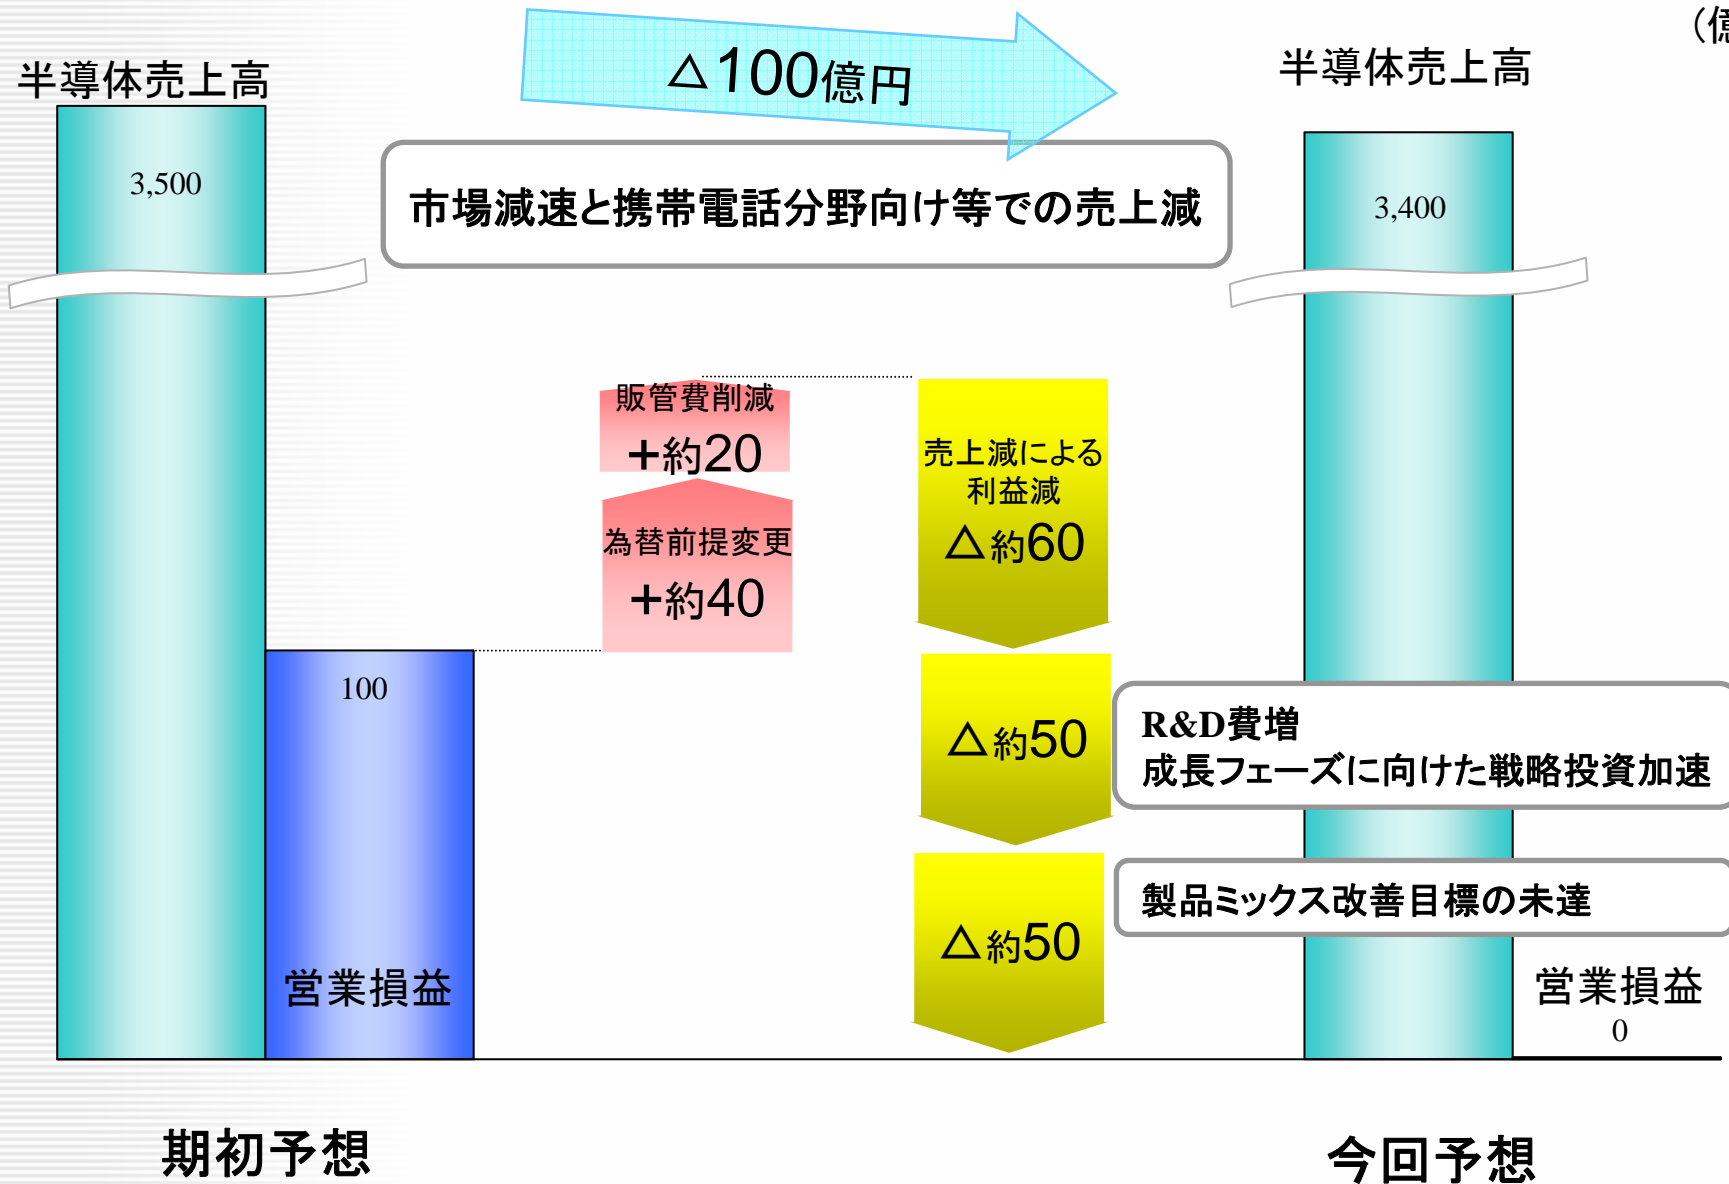 （億
半導体売上高
△100億円
半導体売上高
3,500
市場減速と携帯電話分野向け等での売上減
3,400
販管費削減
+約20
為替前提変更
+約40
売上減による
利益減
△約60
100
△約50
R&D費増
成長フェーズに向けた戦略投資加速
△約50
製品ミックス改善目標の未達
営業損益
営業損益
0
期初予想
今回予想